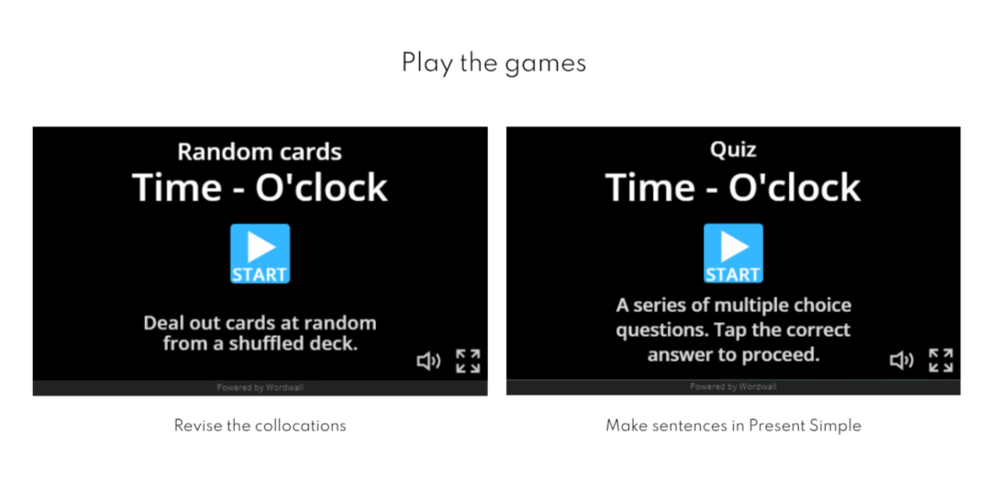 Play the games
Random cards
Time - O'clock
START
Deal out cards at random
from a shuffled deck.
Powered by Wordwall
Revise the collocations
Quiz
Time - O'clock
START
A series of multiple choice
questions. Tap the correct
answer to proceed.
Powered by Wordwall
Make sentences in Present Simple